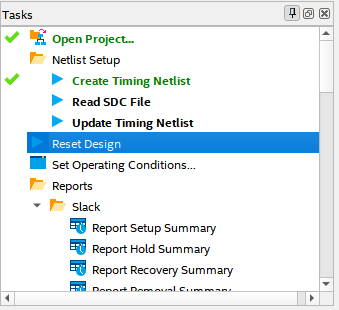 Tasks
Open Project...
Netlist Setup
Create Timing Netlist
Read SDC File
Update Timing Netlist
Reset Design
Set Operating Conditions...
Reports
Slack
Report Setup Summary
Report Hold Summary
Report Recovery Summary
Report Removal Summary